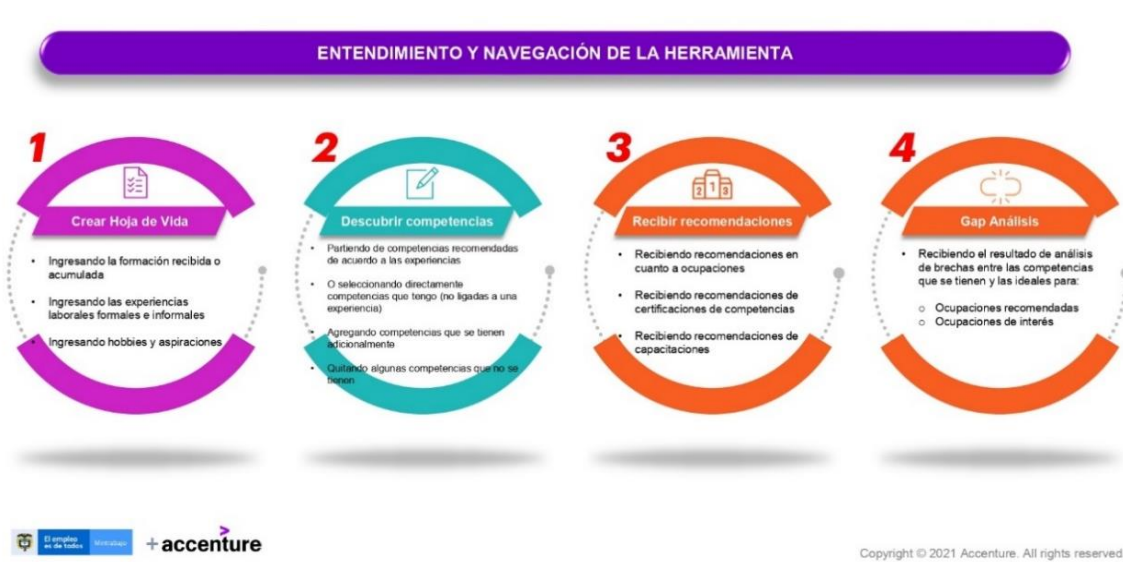 ENTENDIMIENTO Y NAVEGACIÓN DE LA HERRAMIENTA
1
Crear Hoja de Vida
• Ingresando la formación recibida o
acumulada
• Ingresando las experiencias
laborales formales e informales
• Ingresando hobbies y aspiraciones
2
Descubrir competencias
• Partiendo de competencias recomendadas
de acuerdo a las experiencias
• O seleccionando directamente
competencias que tengo (no ligadas a una
experiencia)
• Agregando competencias que se tienen
adicionalmente
• Quitando algunas competencias que no se
tienen
3
2 1 3
Recibir recomendaciones
• Recibiendo recomendaciones en
cuanto a ocupaciones
• Recibiendo recomendaciones de
certificaciones de competencias
• Recibiendo recomendaciones de
capacitaciones
4
Gap Análisis
• Recibiendo el resultado de análisis
de brechas entre las competencias
que se tienen y las ideales para:
○ Ocupaciones recomendadas
○ Ocupaciones de interés
El empleo
es de todos
Mintrabajo
+ accenture
Copyright © 2021 Accenture. All rights reserved